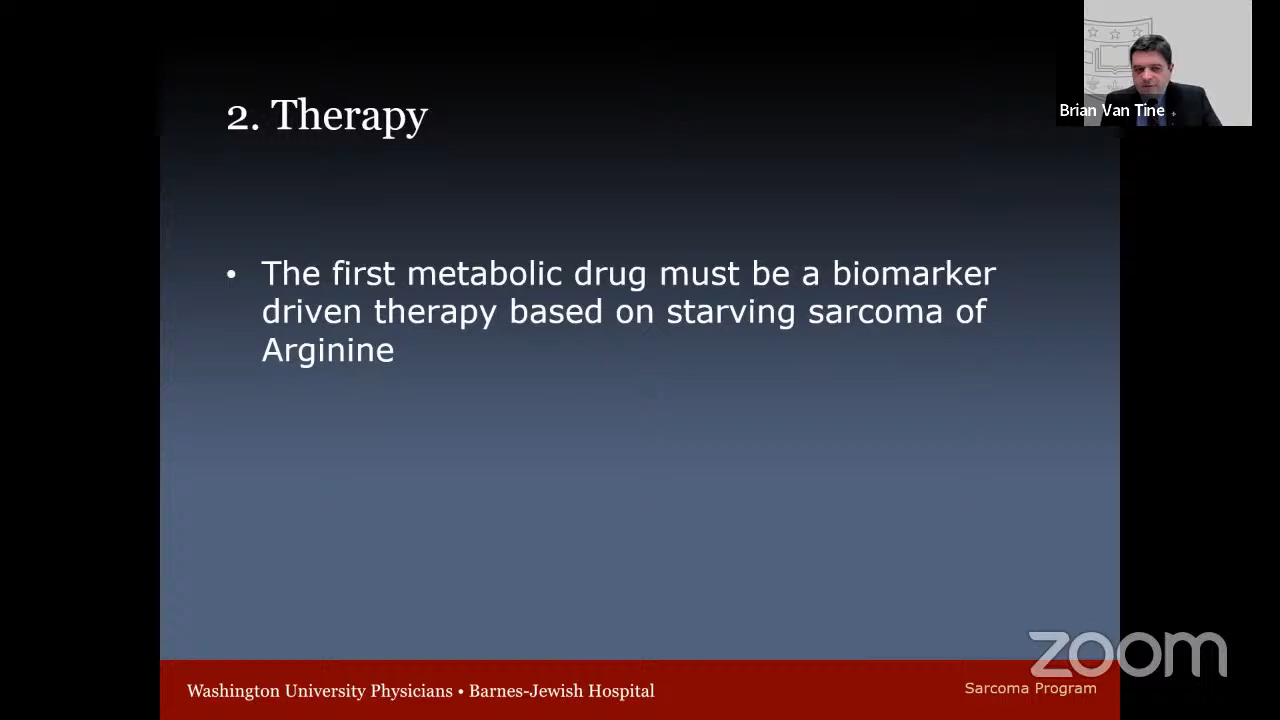 2. Therapy
Brian Van Tine
• The first metabolic drug must be a biomarker
driven therapy based on starving sarcoma of
Arginine
zoom
Washington University Physicians • Barnes-Jewish Hospital
Sarcoma Program